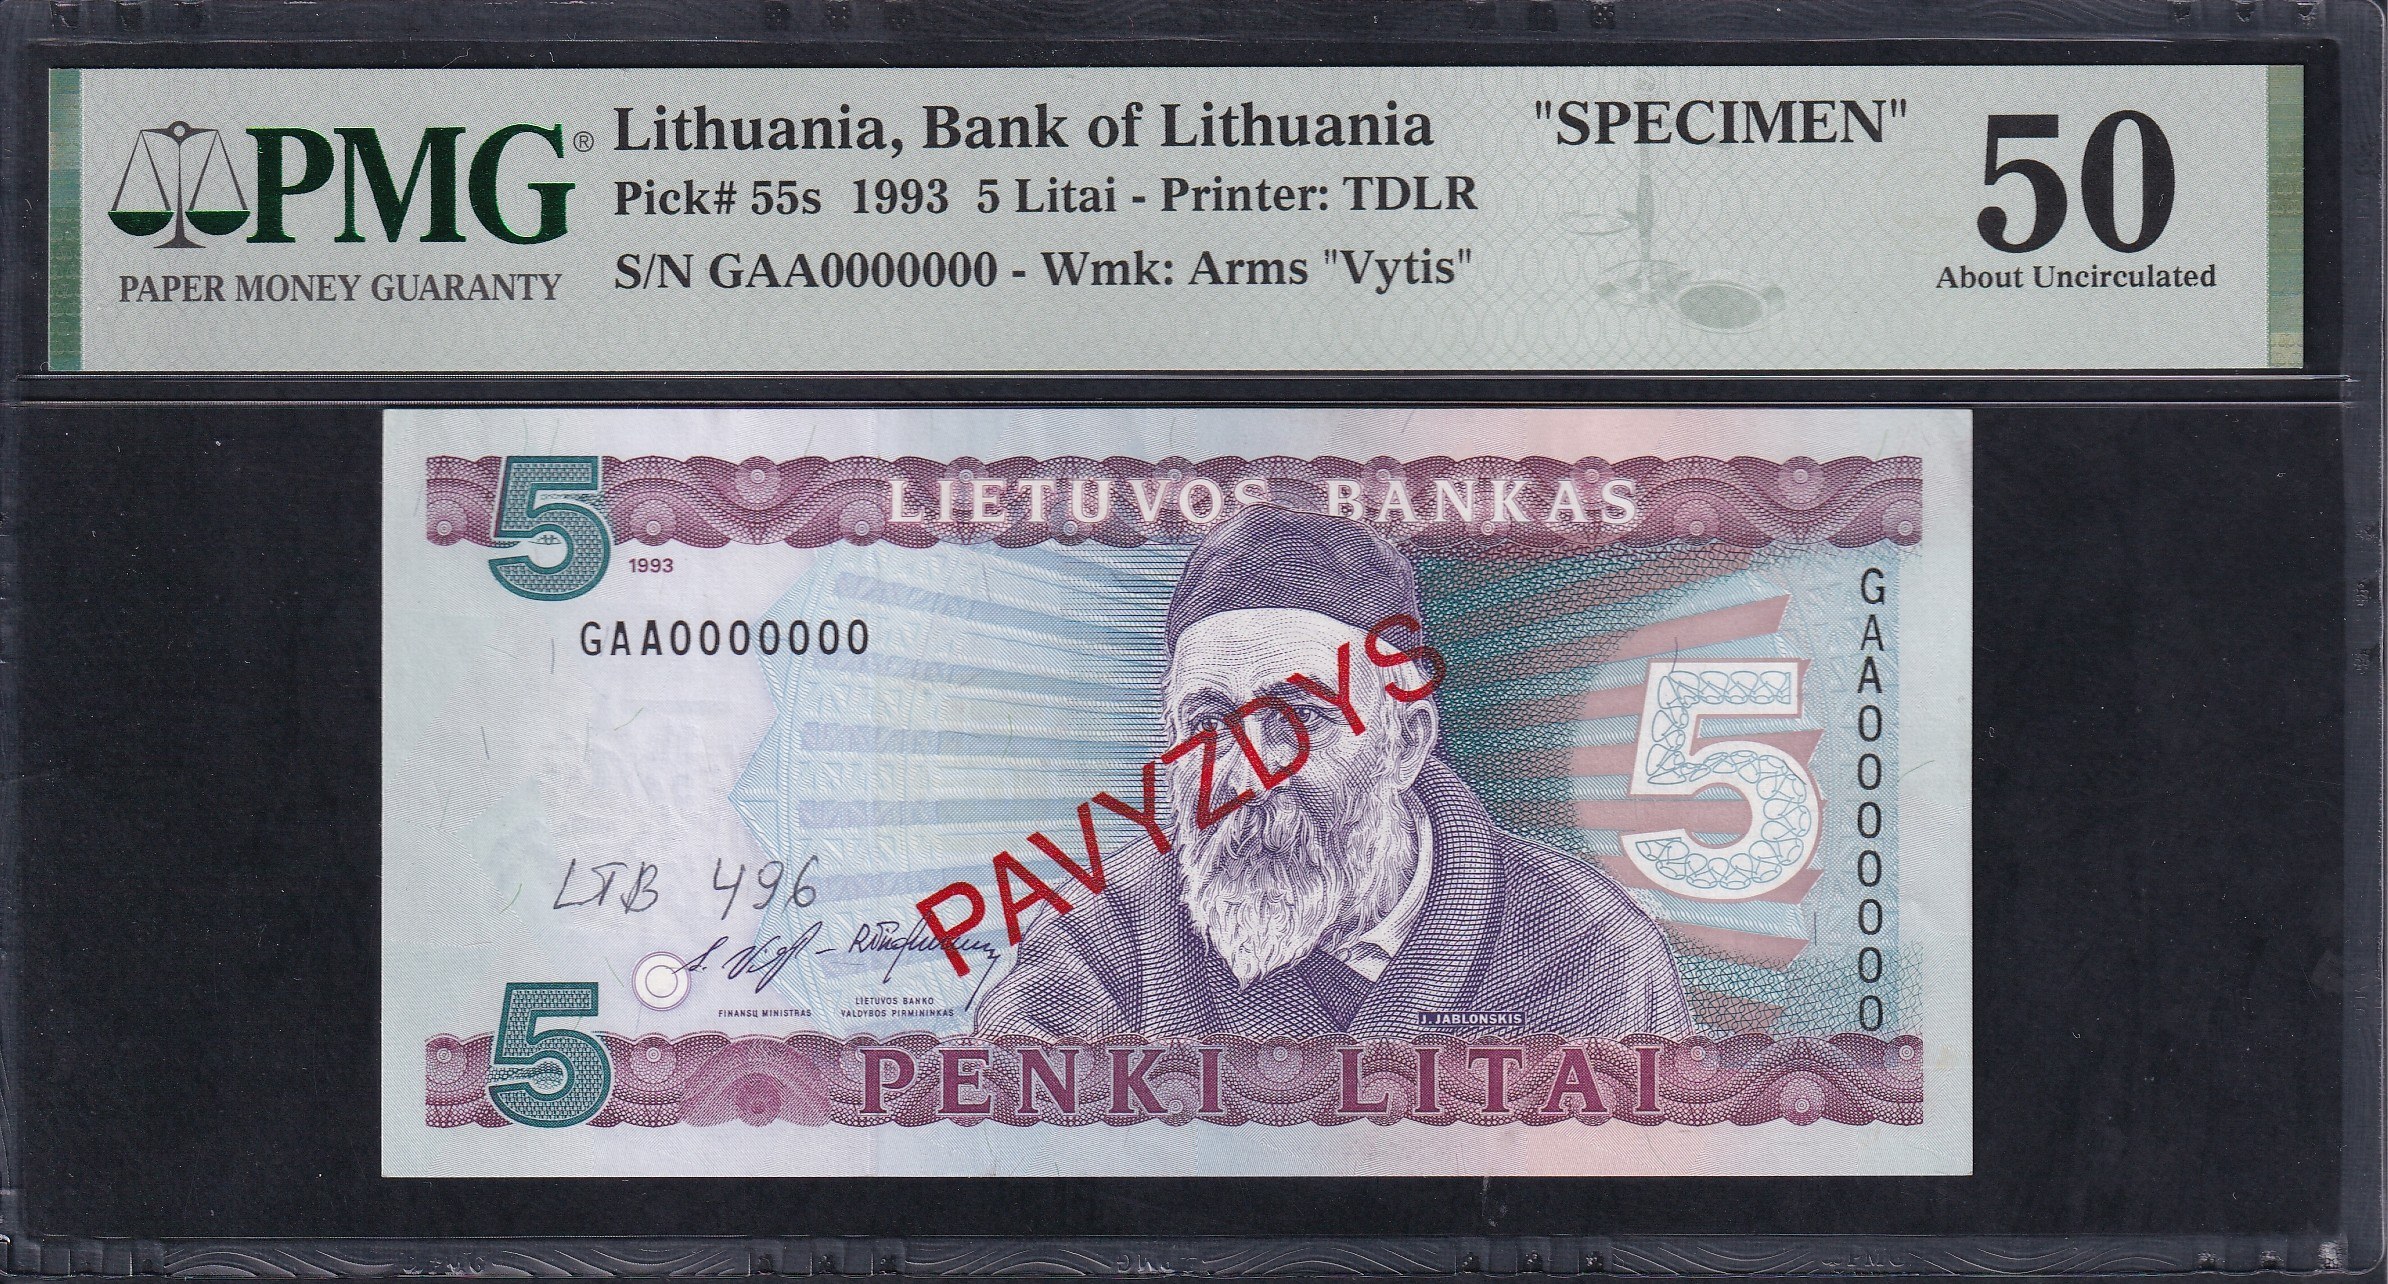 PMG®
PAPER MONEY GUARANTY
Lithuania, Bank of Lithuania "SPECIMEN"
Pick# 55s 1993 5 Litai - Printer: TDLR
S/N GAA0000000 - Wmk: Arms "Vytis"
50
About Uncirculated
LIETUVOS BANKAS
5
1993
GAA0000000
GAA0000000
5
PAVYZDYS
LTB 496
FINANSŲ MINISTRAS
LIETUVOS BANKO
VALDYBOS PIRMININKAS
J. JABLONSKIS
5
PENKI LITAI